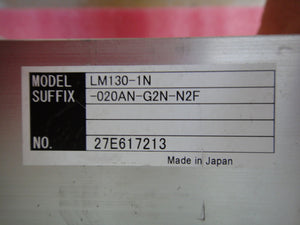 MODEL LM130-1N
SUFFIX -020AN-G2N-N2F
NO. 27E617213
Made in Japan